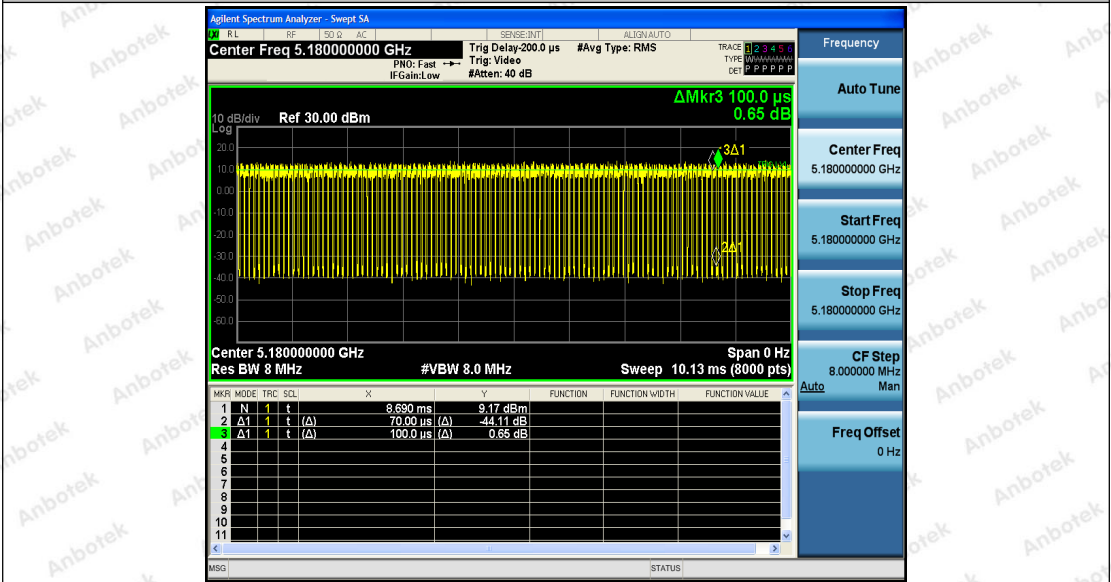 Agilent Spectrum Analyzer - Swept SA
RL RF 50 Ω AC SENSE:INT ALIGNAUTO
Center Freq 5.180000000 GHz
PNO: Fast
IFGain:Low
Trig Delay-200.0 µs
Trig: Video
#Atten: 40 dB
#Avg Type: RMS
TRACE 1 2 3 4 5 6
TYPE
DET P P P P P P
ΔMkr3 100.0 µs
0.65 dB
10 dB/div Ref 30.00 dBm
Log
20.0
10.0
0.00
-10.0
-20.0
-30.0
-40.0
-50.0
-60.0
3Δ1
2Δ1
Center 5.180000000 GHz Span 0 Hz
Res BW 8 MHz #VBW 8.0 MHz Sweep 10.13 ms (8000 pts)
MKR MODE TRC SCL X Y FUNCTION FUNCTION WIDTH FUNCTION VALUE
1 N 1 t 8.690 ms 9.17 dBm
2 Δ1 1 t (Δ) 70.00 µs (Δ) -44.11 dB
3 Δ1 1 t (Δ) 100.0 µs (Δ) 0.65 dB
4
5
6
7
8
9
10
11
MSG STATUS
Frequency
Auto Tune
Center Freq
5.180000000 GHz
Start Freq
5.180000000 GHz
Stop Freq
5.180000000 GHz
CF Step
8.000000 MHz
Auto Man
Freq Offset
0 Hz
Anbotek